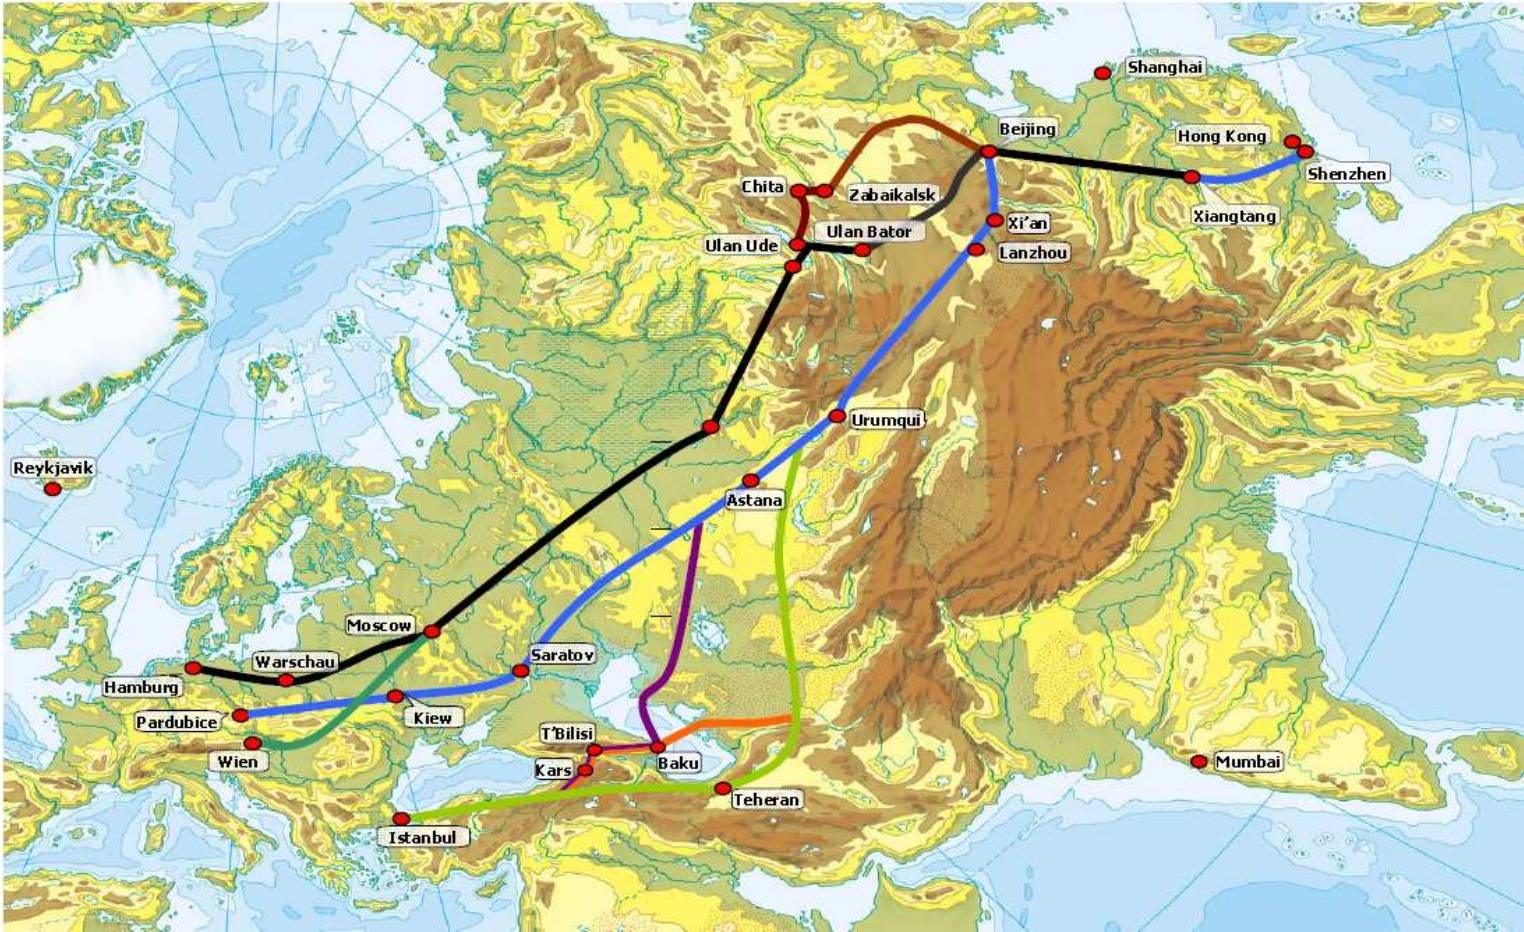 Shanghai
Beijing
Hong Kong
Shenzhen
Chita
Zabaikalsk
Xiangtang
Ulan Bator
Xi'an
Ulan Ude
Lanzhou
Urumqui
Reykjavik
Astana
Moscow
Warschau
Saratov
Hamburg
Pardubice
Kiew
T'Bilisi
Wien
Kars
Baku
Mumbai
Teheran
Istanbul